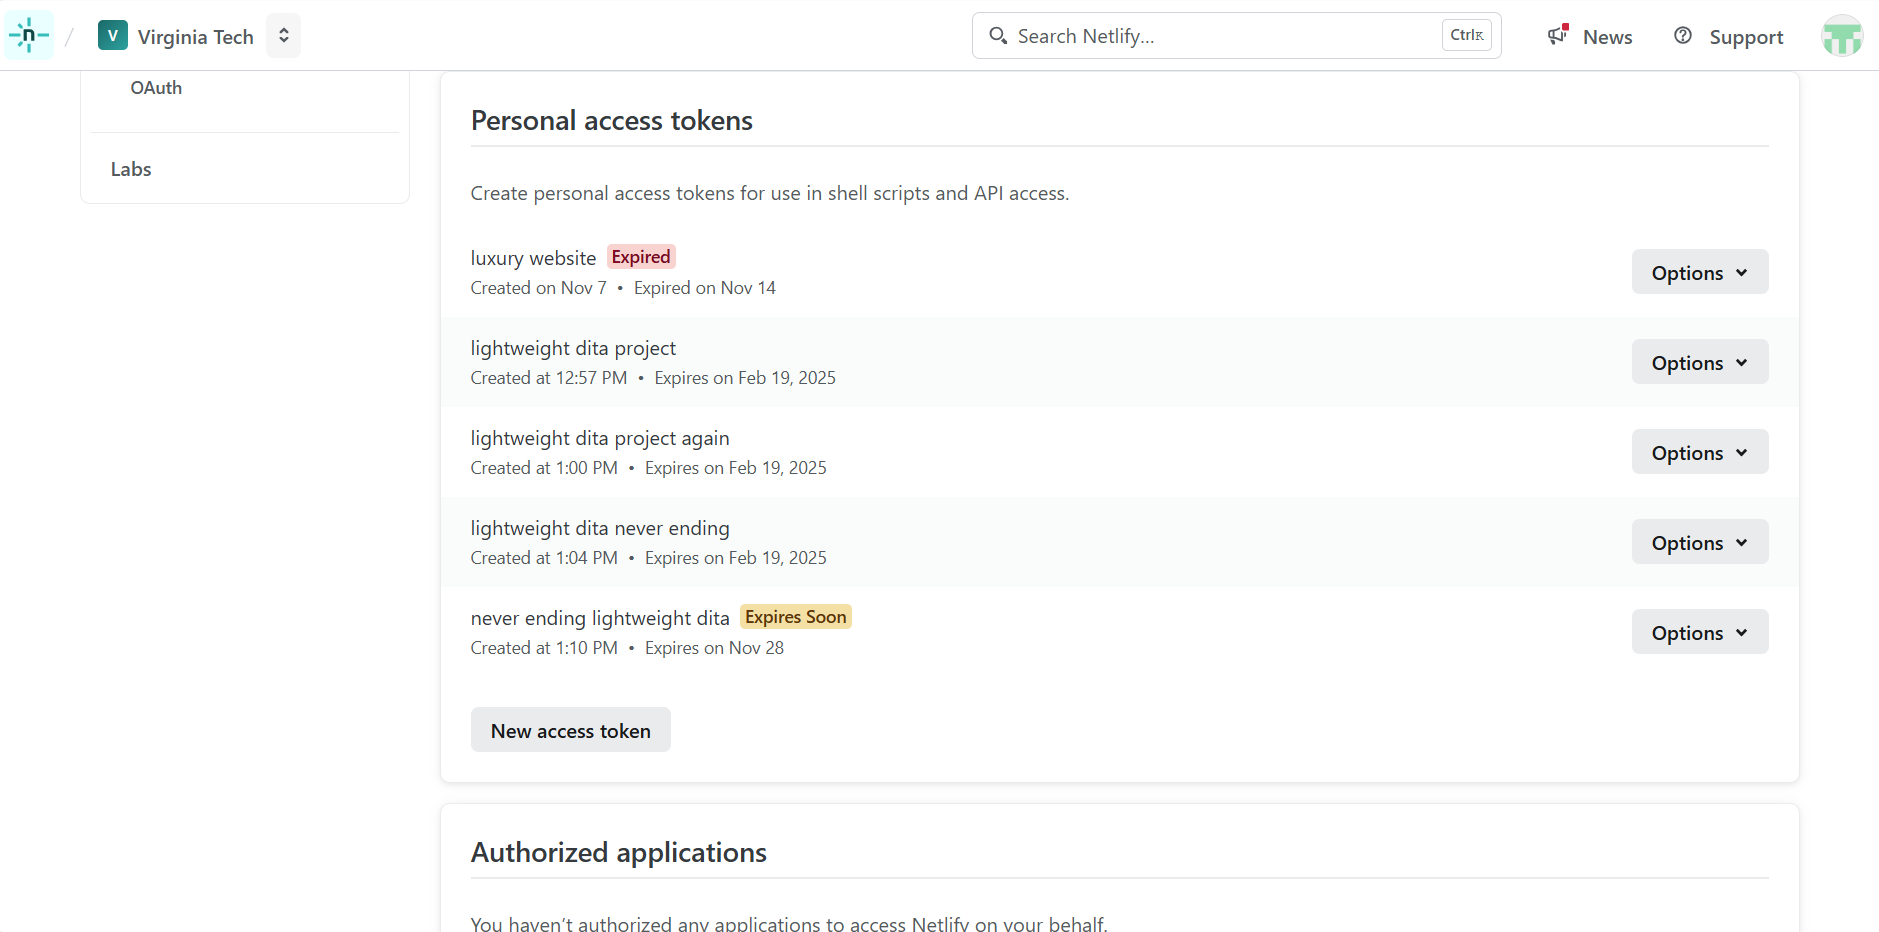 n / V Virginia Tech Search Netlify... CtrlK News Support
OAuth
Labs
Personal access tokens
Create personal access tokens for use in shell scripts and API access.
luxury website Expired
Created on Nov 7 • Expired on Nov 14
Options
lightweight dita project
Created at 12:57 PM • Expires on Feb 19, 2025
Options
lightweight dita project again
Created at 1:00 PM • Expires on Feb 19, 2025
Options
lightweight dita never ending
Created at 1:04 PM • Expires on Feb 19, 2025
Options
never ending lightweight dita Expires Soon
Created at 1:10 PM • Expires on Nov 28
Options
New access token
Authorized applications
You haven't authorized any applications to access Netlify on your behalf.